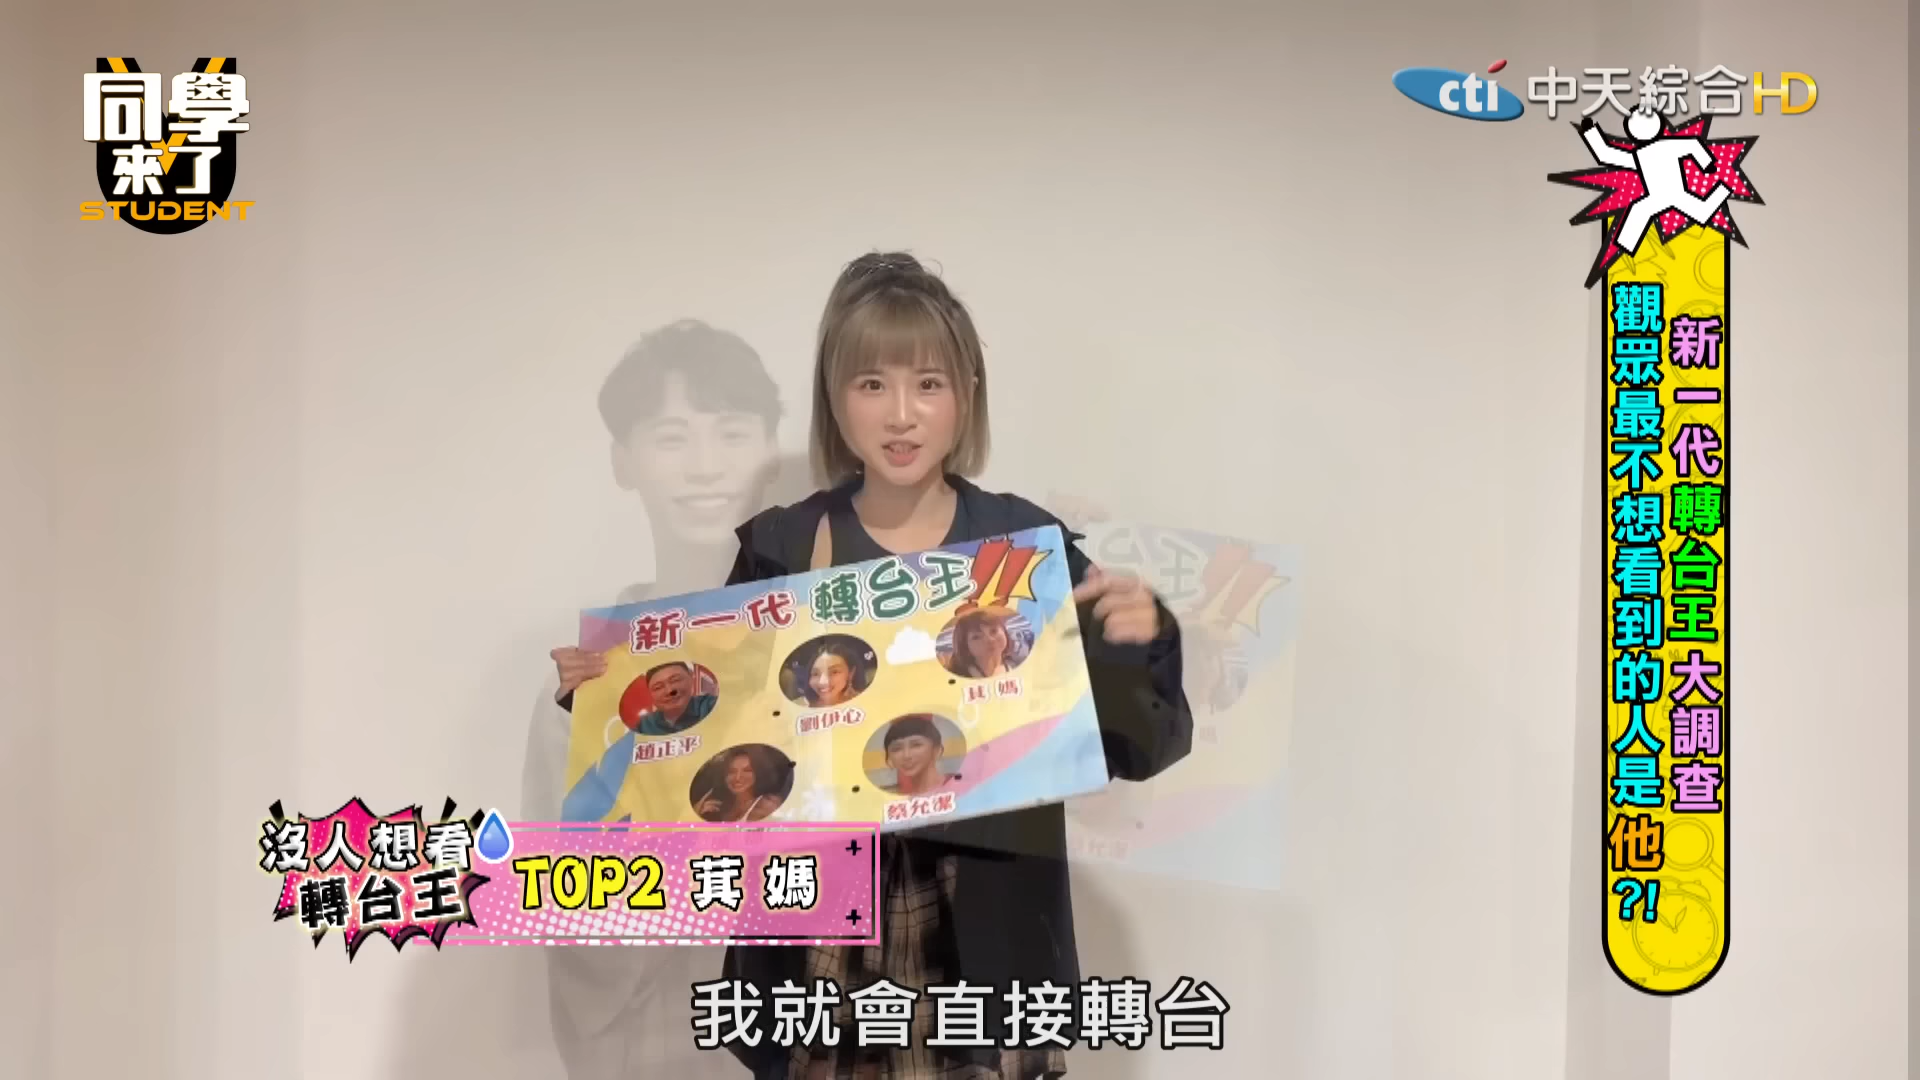 同學
來了
STUDENT
cti 中天綜合HD
新一代轉台王大調查
觀眾最不想看到的人是他?!
新一代 轉台王!!
趙正平
劉伊心
萁媽
蔡允潔
台王!!
沒人想看
轉台王
TOP2 萁媽
我就會直接轉台